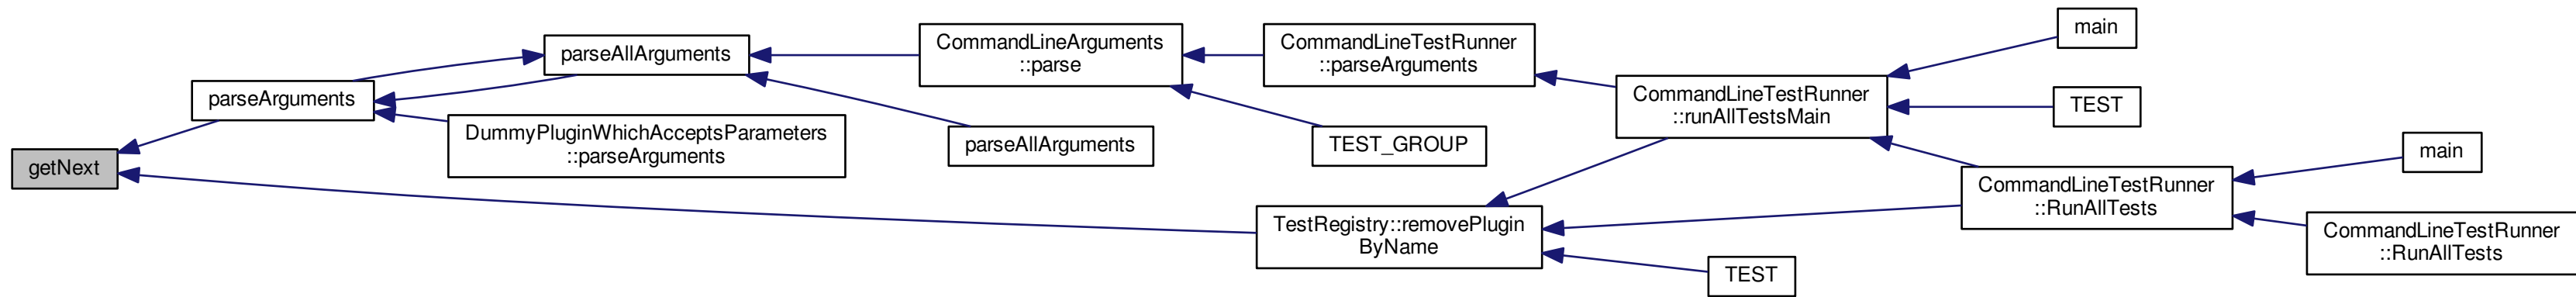 main
parseAllArguments
CommandLineArguments
::parse
CommandLineTestRunner
::parseArguments
parseArguments
CommandLineTestRunner
::runAllTestsMain
TEST
DummyPluginWhichAcceptsParameters
::parseArguments
parseAllArguments
TEST_GROUP
main
getNext
CommandLineTestRunner
::RunAllTests
TestRegistry::removePlugin
ByName
CommandLineTestRunner
::RunAllTests
TEST